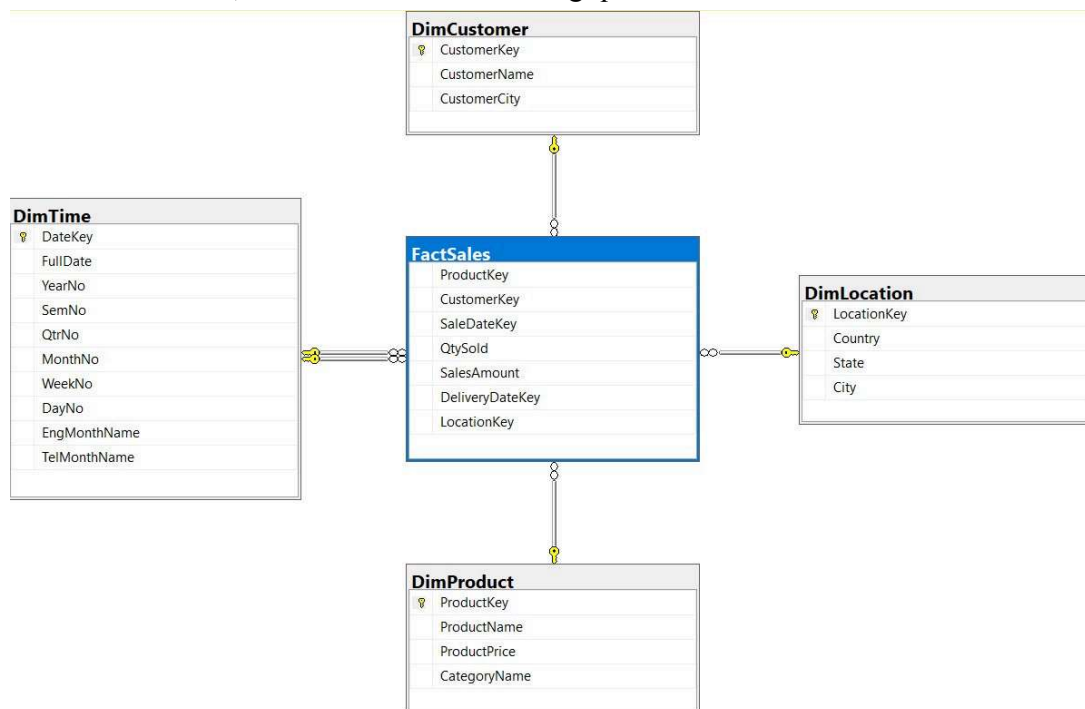 DimCustomer
CustomerKey
CustomerName
CustomerCity
DimTime
DateKey
FullDate
YearNo
SemNo
QtrNo
MonthNo
WeekNo
DayNo
EngMonthName
TelMonthName
FactSales
ProductKey
CustomerKey
SaleDateKey
QtySold
SalesAmount
DeliveryDateKey
LocationKey
DimLocation
LocationKey
Country
State
City
DimProduct
ProductKey
ProductName
ProductPrice
CategoryName